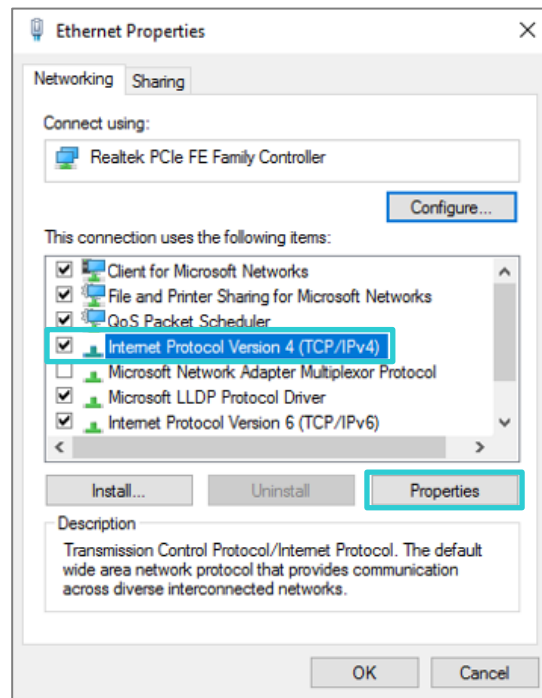 Ethernet Properties
Networking Sharing
Connect using:
Realtek PCIe FE Family Controller
Configure...
This connection uses the following items:
Client for Microsoft Networks
File and Printer Sharing for Microsoft Networks
QoS Packet Scheduler
Internet Protocol Version 4 (TCP/IPv4)
Microsoft Network Adapter Multiplexor Protocol
Microsoft LLDP Protocol Driver
Internet Protocol Version 6 (TCP/IPv6)
Install... Uninstall Properties
Description
Transmission Control Protocol/Internet Protocol. The default
wide area network protocol that provides communication
across diverse interconnected networks.
OK Cancel